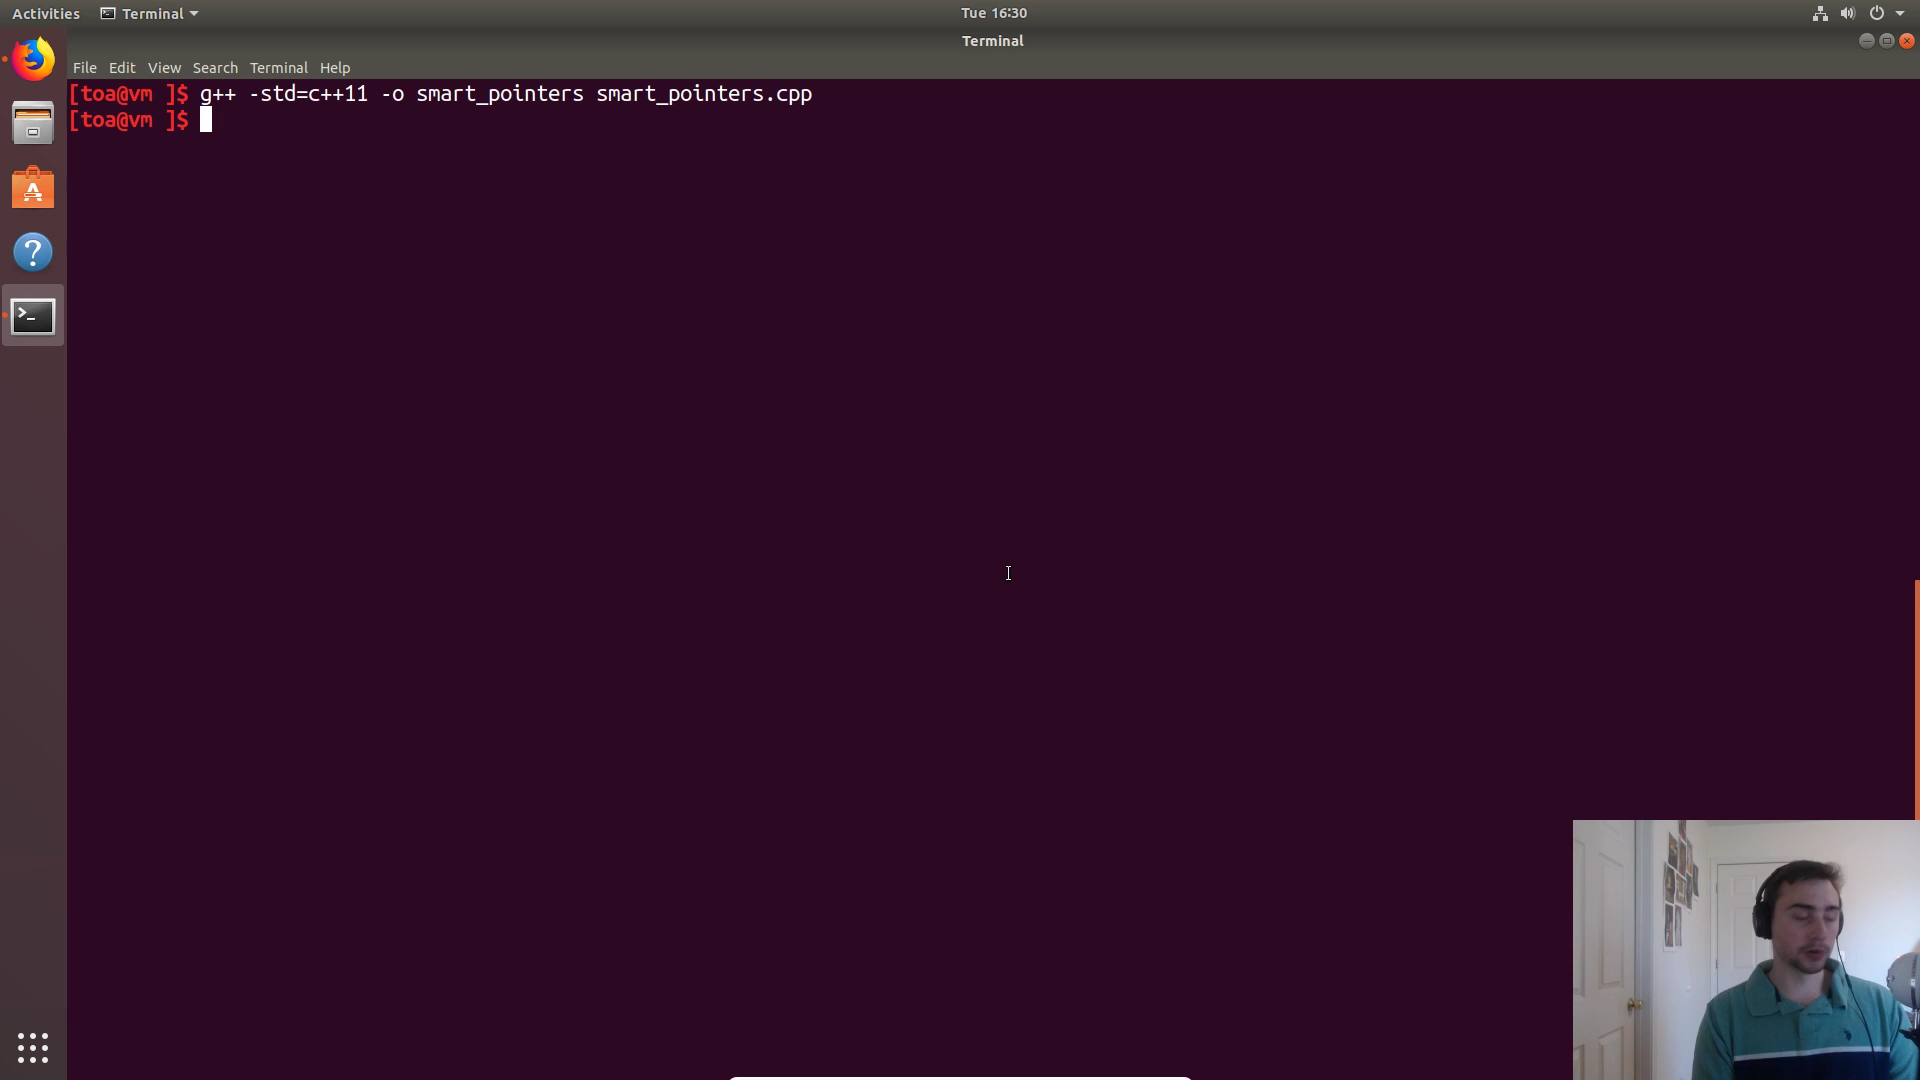 Activities
Terminal
Tue 16:30
Terminal
File Edit View Search Terminal Help
[toa@vm ]$ g++ -std=c++11 -o smart_pointers smart_pointers.cpp
[toa@vm ]$